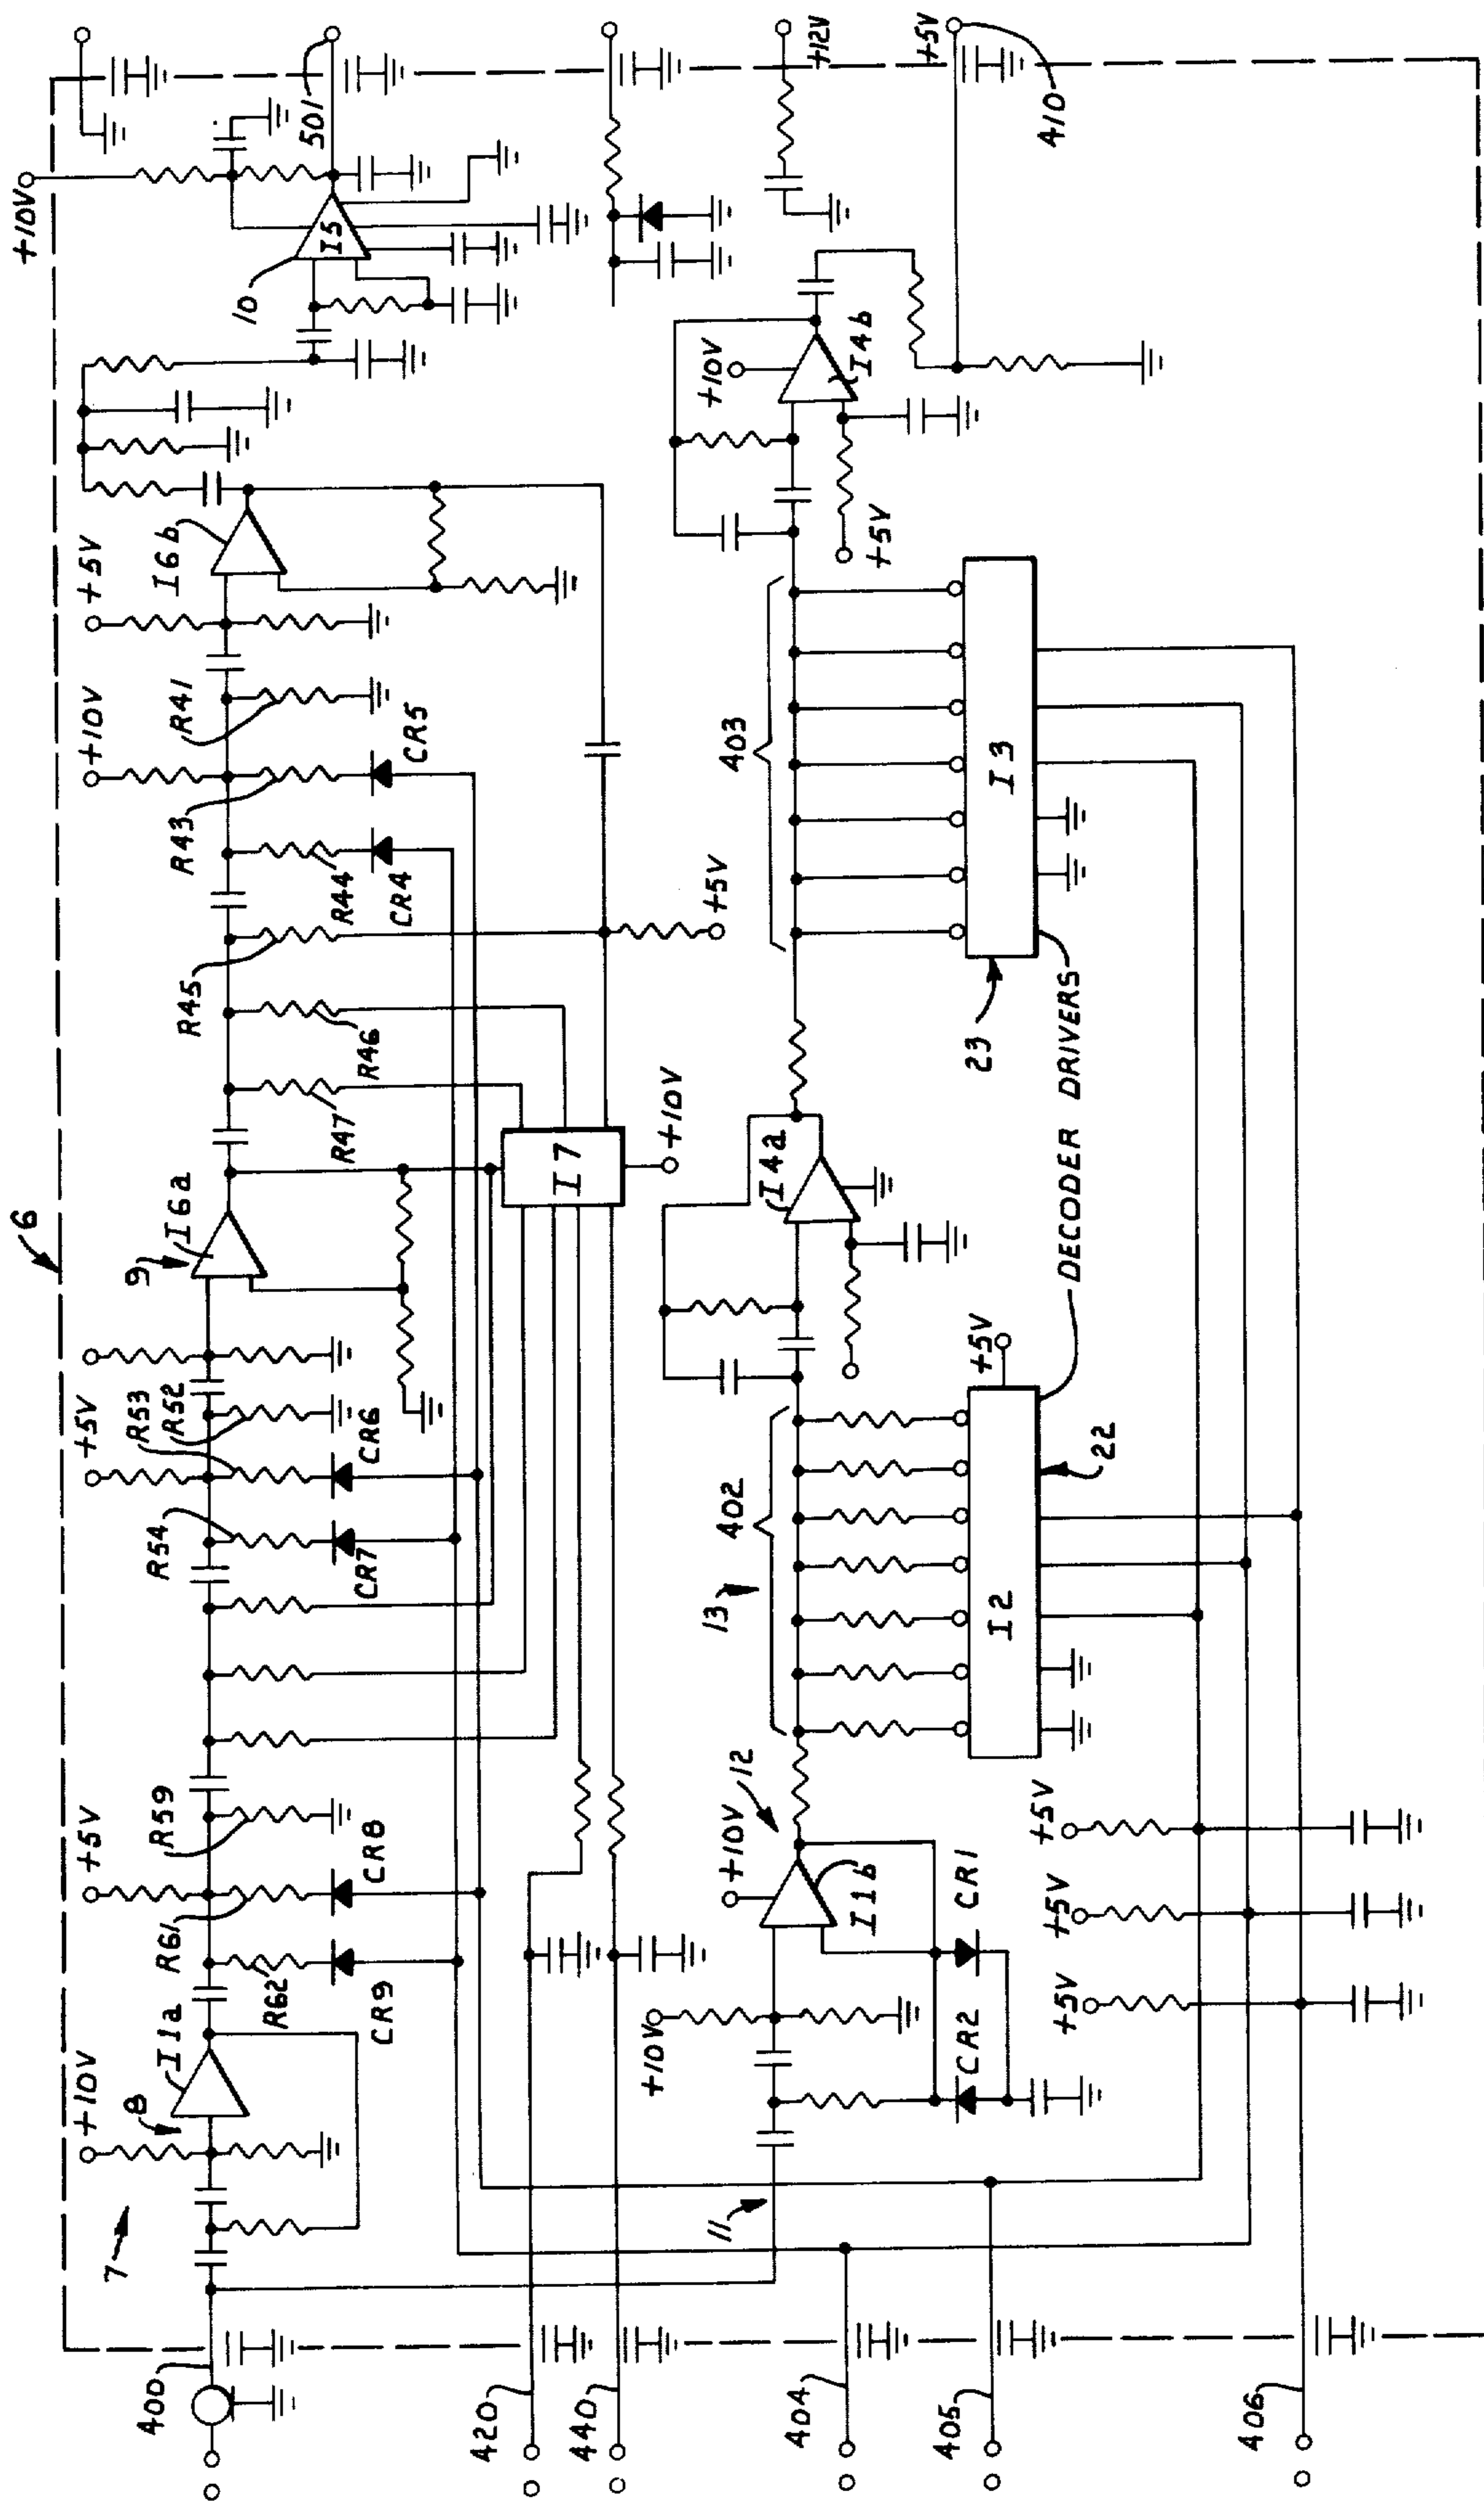 6
+10V
+10V
8
I1a
7
400
R62
CR9
R61
CR8
+5V
R59
R54
CR7
+5V
R53
R52
CR6
9
I6a
R47
R46
R45
R44
CR4
R43
CR5
+10V
R41
+5V
I6b
10
I5
501
I7
+10V
+5V
420
440
+12V
+5V
410
11
+10V
+10V
12
I1b
CR2
CR1
13
402
I4a
403
+10V
I4b
+5V
I2
22
+5V
DECODER DRIVERS
23
I3
404
405
406
+5V
+5V
+5V